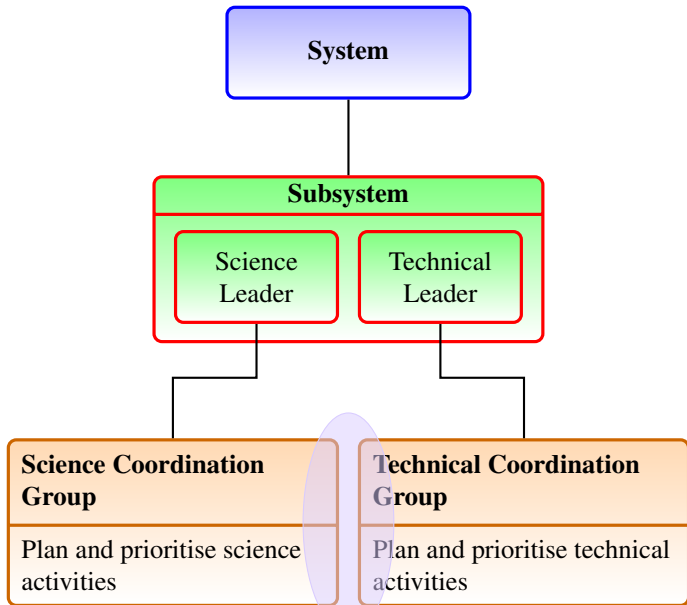 System
Subsystem
Science
Leader
Technical
Leader
Science Coordination
Group
Plan and prioritise science
activities
Technical Coordination
Group
Plan and prioritise technical
activities